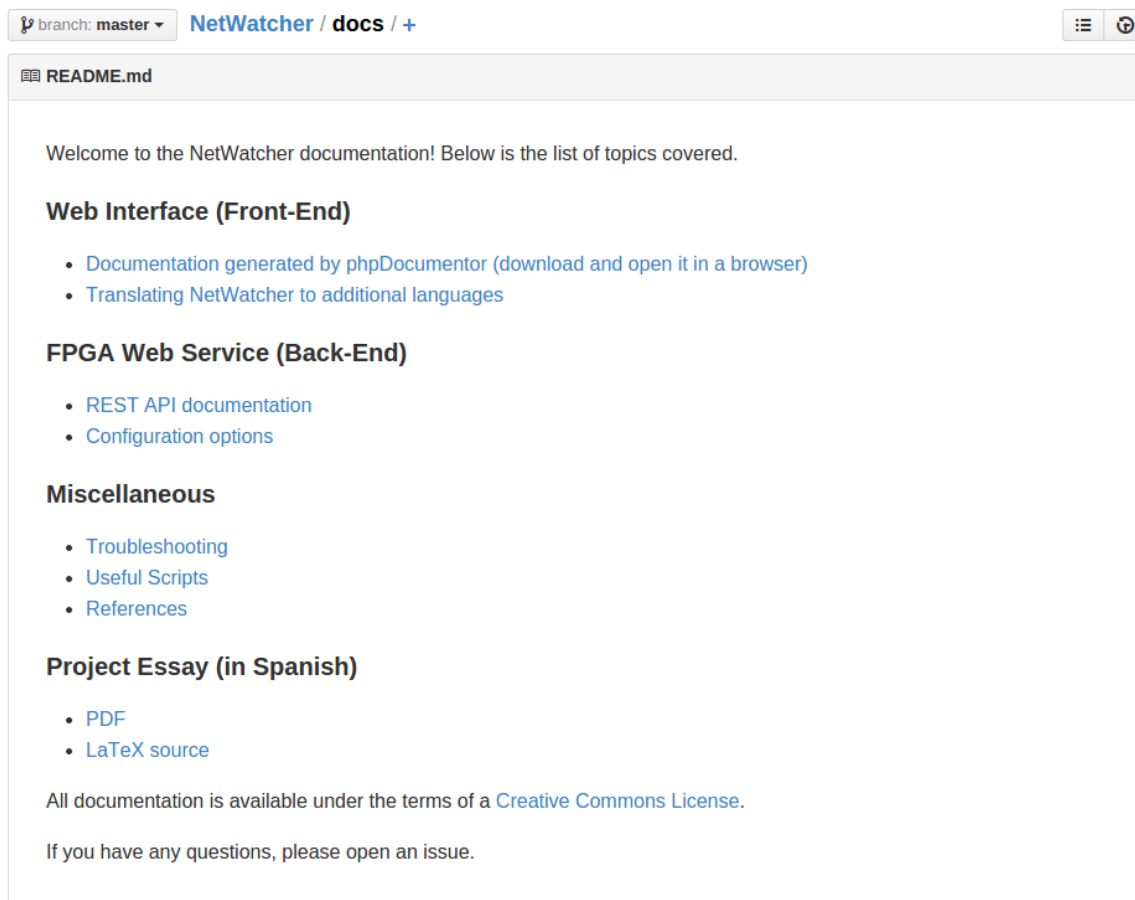 branch: master NetWatcher / docs / +
README.md
Welcome to the NetWatcher documentation! Below is the list of topics covered.
Web Interface (Front-End)
• Documentation generated by phpDocumentor (download and open it in a browser)
• Translating NetWatcher to additional languages
FPGA Web Service (Back-End)
• REST API documentation
• Configuration options
Miscellaneous
• Troubleshooting
• Useful Scripts
• References
Project Essay (in Spanish)
• PDF
• LaTeX source
All documentation is available under the terms of a Creative Commons License.
If you have any questions, please open an issue.